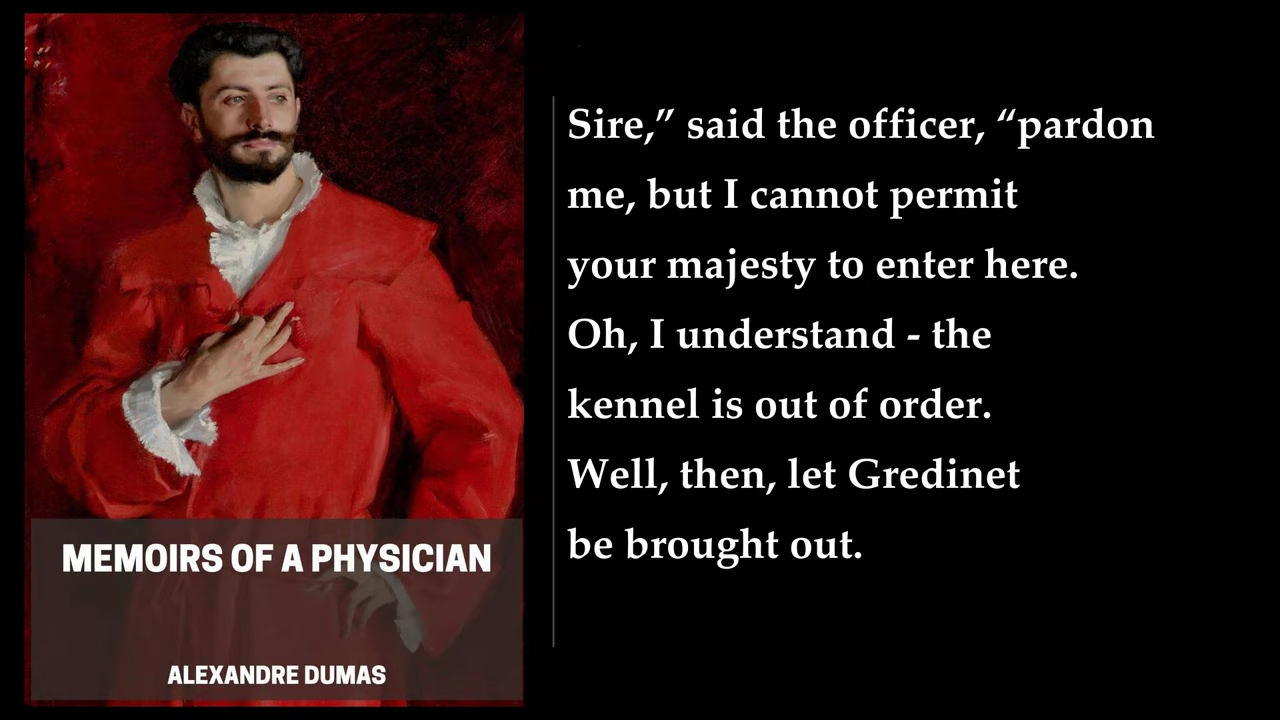 Sire,” said the officer, “pardon
me, but I cannot permit
your majesty to enter here.
Oh, I understand - the
kennel is out of order.
Well, then, let Gredinet
be brought out.
MEMOIRS OF A PHYSICIAN
ALEXANDRE DUMAS